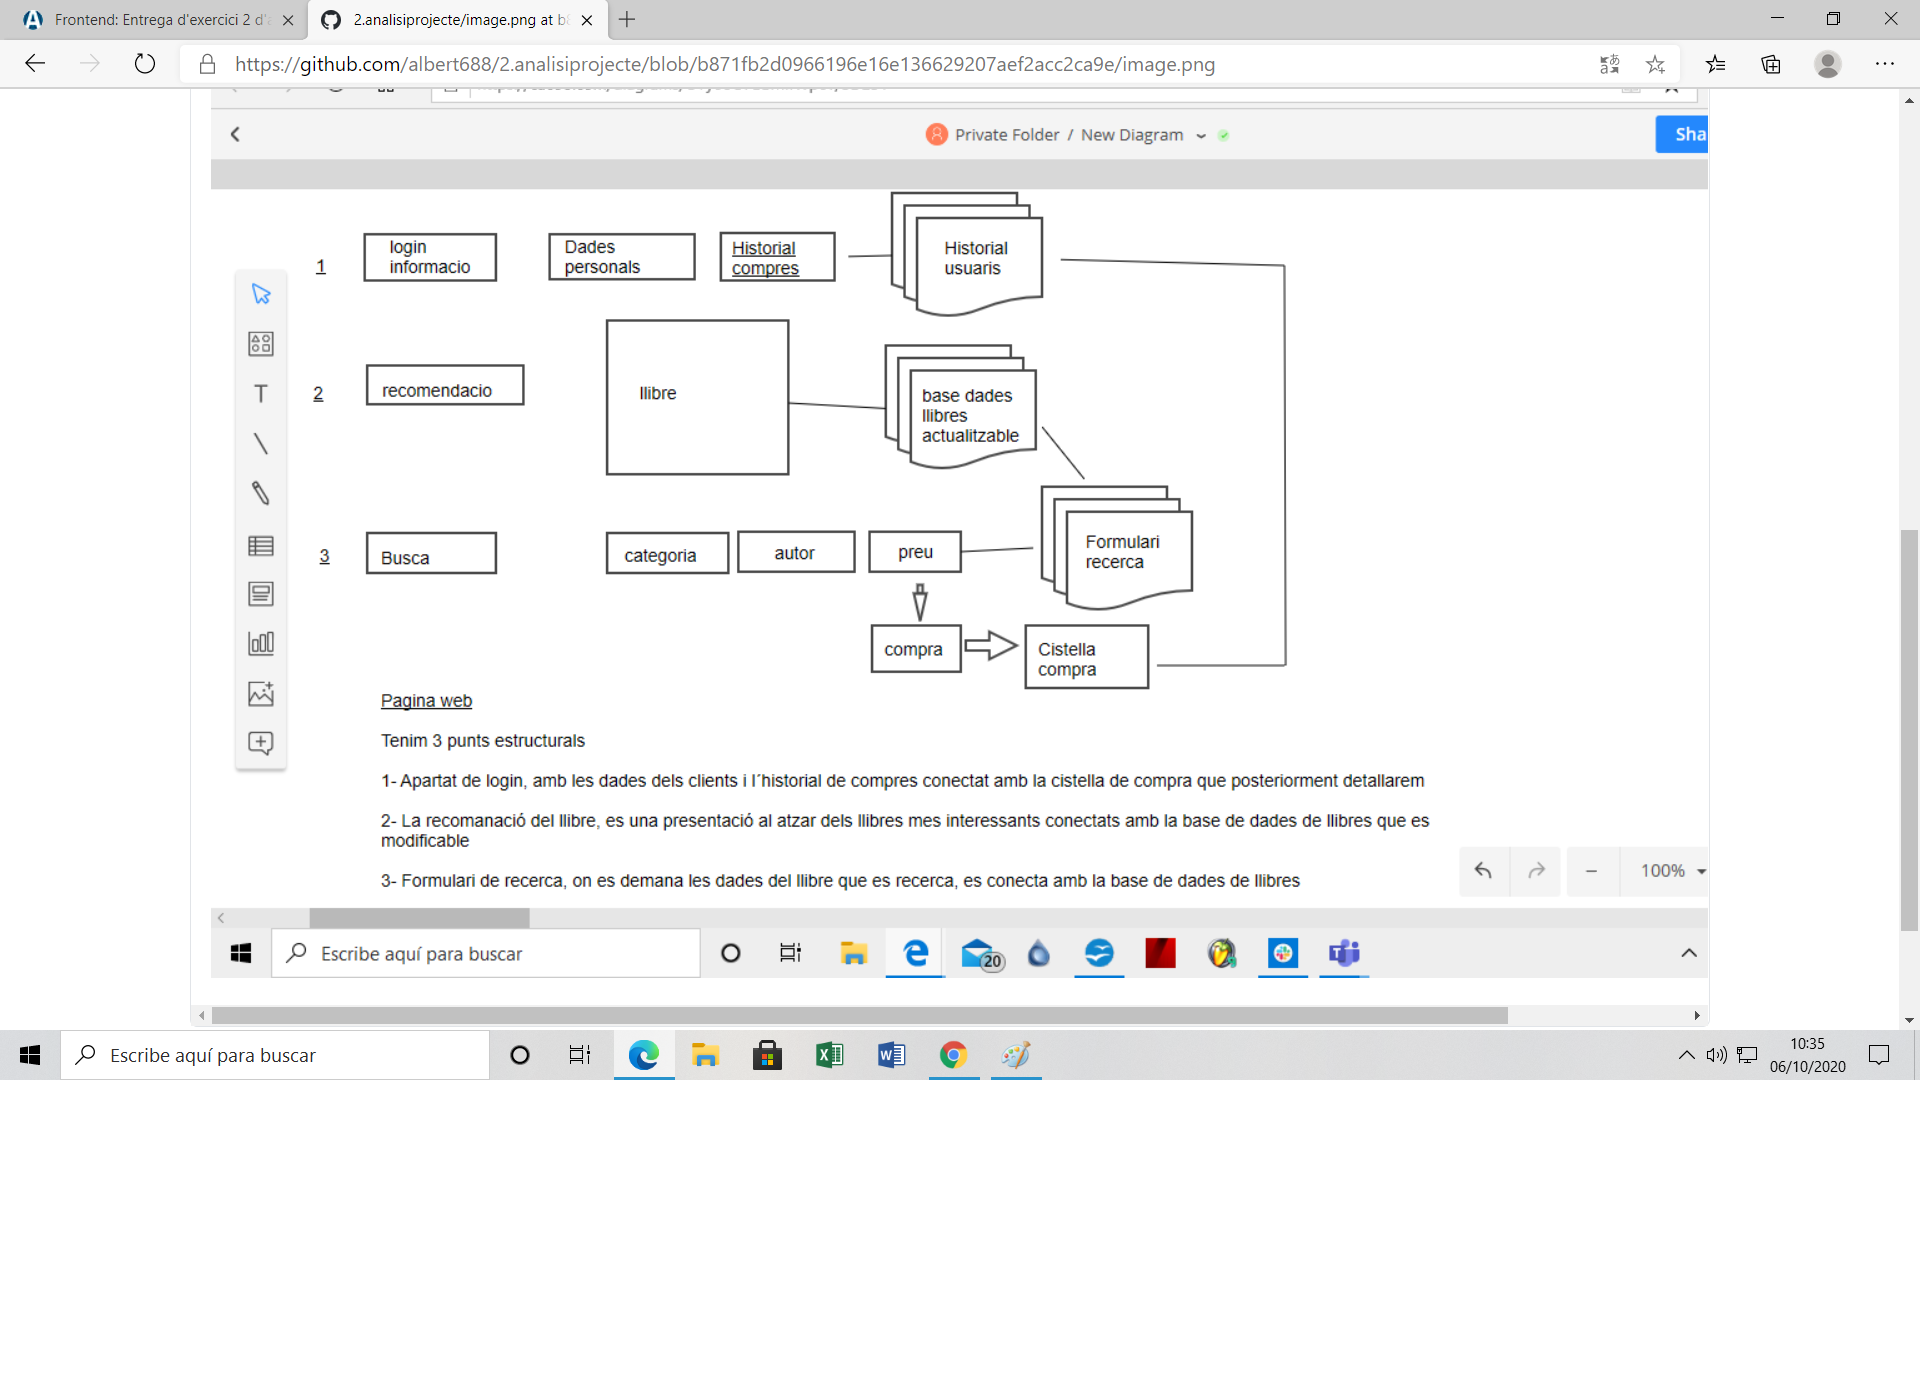 Frontend: Entrega d'exercici 2 d'a
2.analisiprojecte/image.png at b8
https://github.com/albert688/2.analisiprojecte/blob/b871fb2d0966196e16e136629207aef2acc2ca9e/image.png
Private Folder / New Diagram
Sha
1
login
informacio
Dades
personals
Historial
compres
Historial
usuaris
2
recomendacio
llibre
base dades
llibres
actualitzable
3
Busca
categoria
autor
preu
Formulari
recerca
compra
Cistella
compra
Pagina web
Tenim 3 punts estructurals
1- Apartat de login, amb les dades dels clients i l´historial de compres conectat amb la cistella de compra que posteriorment detallarem
2- La recomanació del llibre, es una presentació al atzar dels llibres mes interessants conectats amb la base de dades de llibres que es
modificable
3- Formulari de recerca, on es demana les dades del llibre que es recerca, es conecta amb la base de dades de llibres
100%
Escribe aquí para buscar
20
Escribe aquí para buscar
10:35
06/10/2020